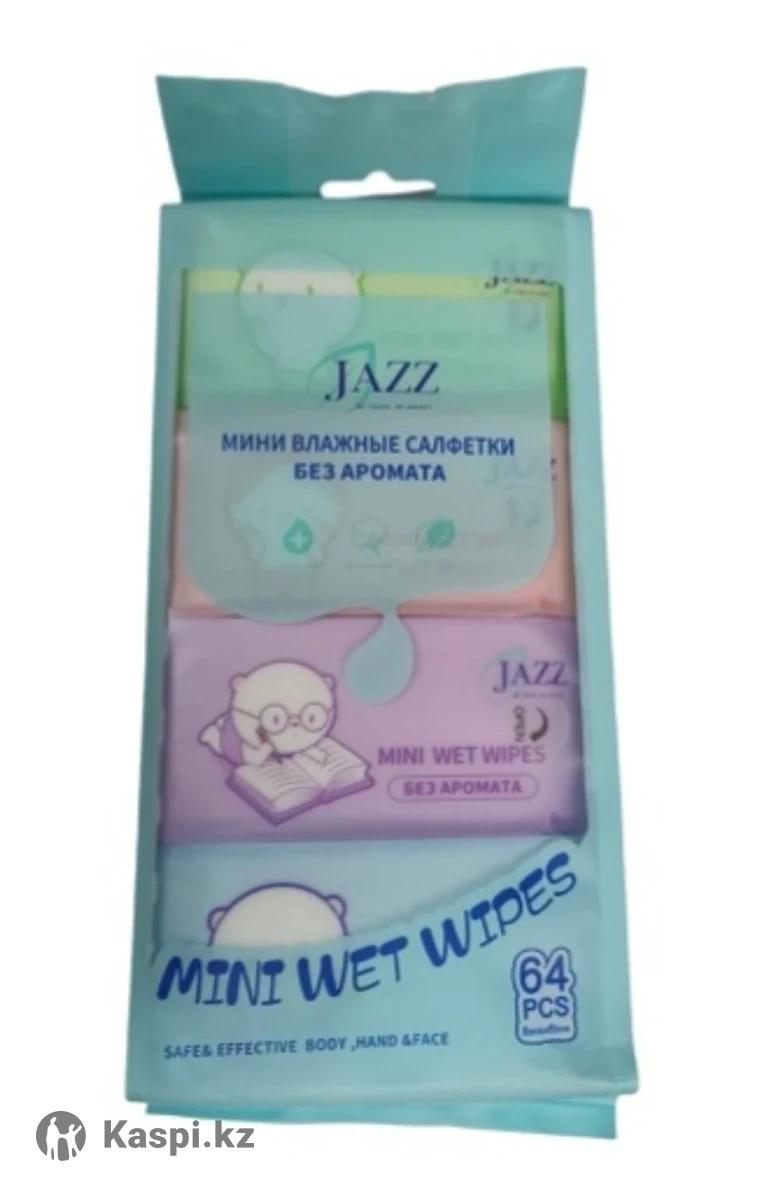 JAZZ
JAZZ
МИНИ ВЛАЖНЫЕ САЛФЕТКИ
БЕЗ АРОМАТА
JAZZ
OPEN
MINI WET WIPES
БЕЗ АРОМАТА
MINI WET WIPES
64
PCS
SAFE& EFFECTIVE BODY ,HAND &FACE
Kaspi.kz